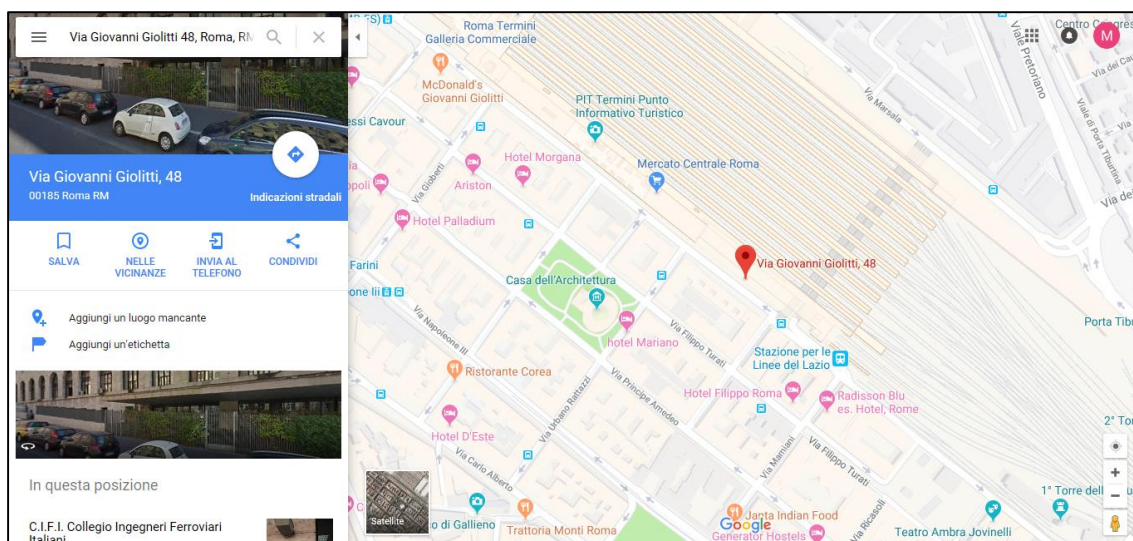 Via Giovanni Giolitti 48, Roma, RM
Via Giovanni Giolitti, 48
00185 Roma RM
Indicazioni stradali
SALVA
NELLE
VICINANZE
INVIA AL
TELEFONO
CONDIVIDI
Aggiungi un luogo mancante
Aggiungi un'etichetta
In questa posizione
C.I.F.I. Collegio Ingegneri Ferroviari
Italiani
Roma Termini
Galleria Commerciale
McDonald's
Giovanni Giolitti
Cavour
PIT Termini Punto
Informativo Turistico
Hotel Morgana
Ariston
Mercato Centrale Roma
Via Gioberti
Hotel Palladium
Via Marsala
Viale Pretoriano
Centro
M
Viale di Porta Tiburtina
Via Giovanni Giolitti, 48
Farini
Casa dell'Architettura
Via Napoleone III
hotel Mariano
Via Filippo Turati
Stazione per le
Linee del Lazio
Porta
Ristorante Corea
Via Principe Amedeo
Hotel Filippo Roma
Radisson Blu
es. Hotel, Rome
Via Urbano Rattazzi
Hotel D'Este
Via Mamiani
Via Filippo Turati
Via Carlo Alberto
Satellite
di Gallieno
Trattoria Monti Roma
Janta Indian Food
Google
Generator Hostels
Via Ricasoli
Teatro Ambra Jovinelli
1° Torre
2°